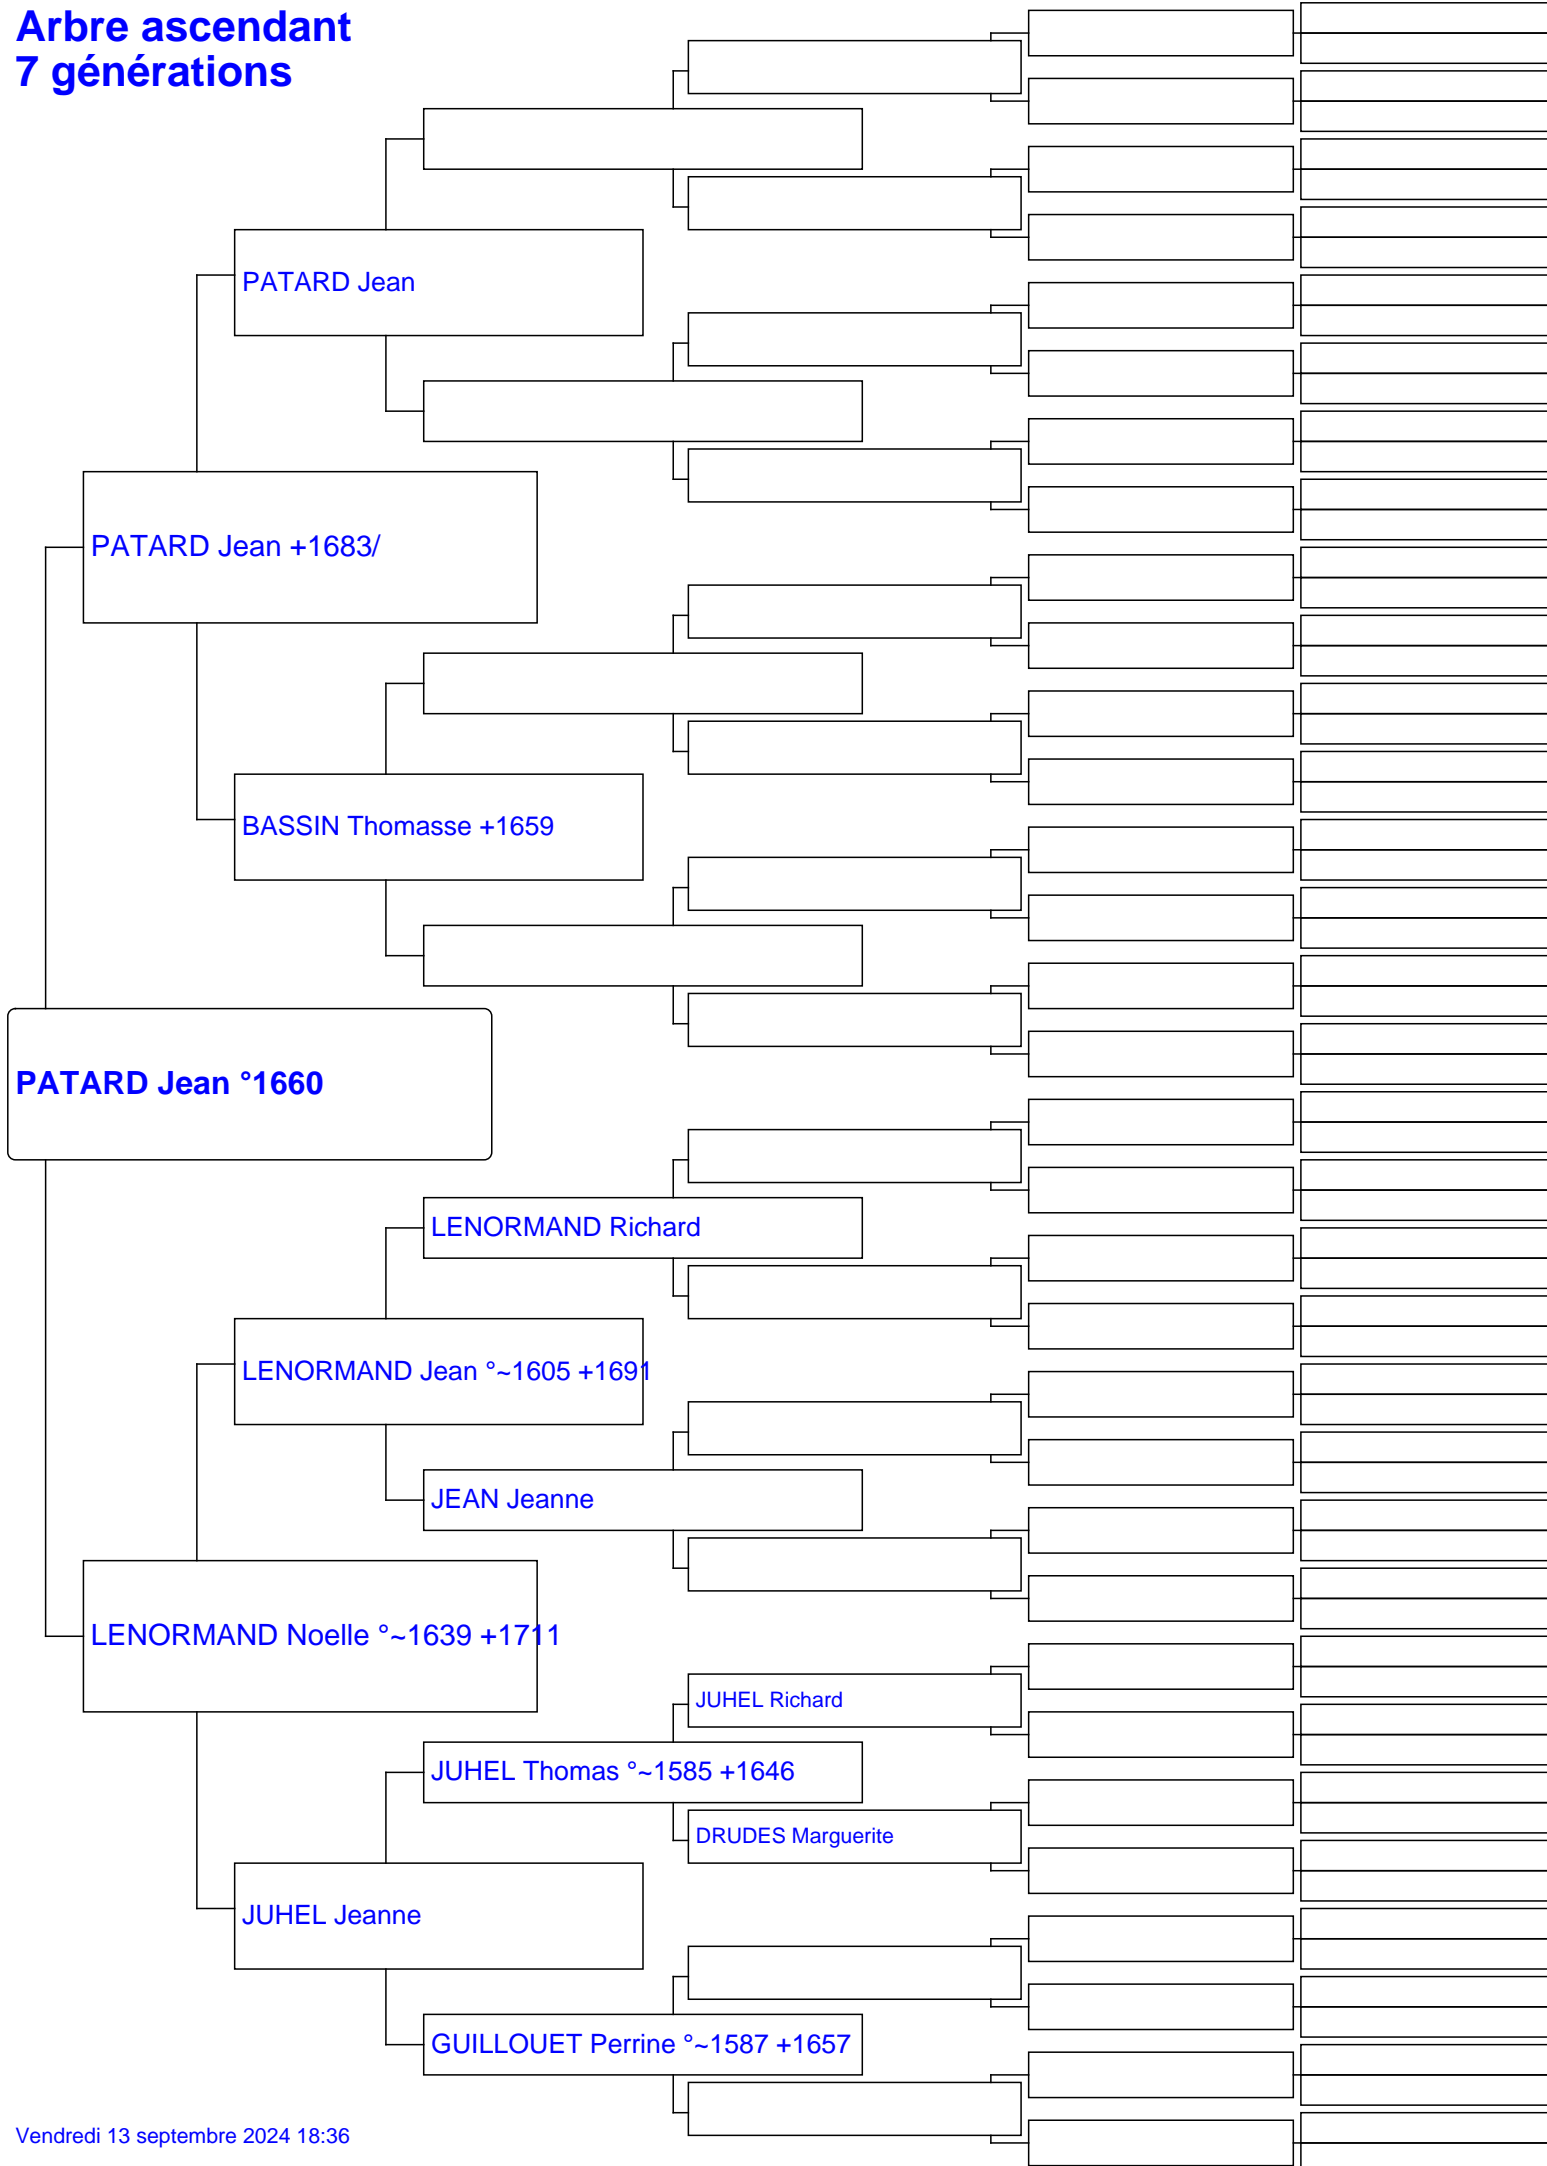 Arbre ascendant
7 générations
PATARD Jean
PATARD Jean +1683/
BASSIN Thomasse +1659
PATARD Jean °1660
LENORMAND Richard
LENORMAND Jean °~1605 +1691
JEAN Jeanne
LENORMAND Noelle °~1639 +1711
JUHEL Richard
JUHEL Thomas °~1585 +1646
DRUDES Marguerite
JUHEL Jeanne
GUILLOUET Perrine °~1587 +1657
Vendredi 13 septembre 2024 18:36